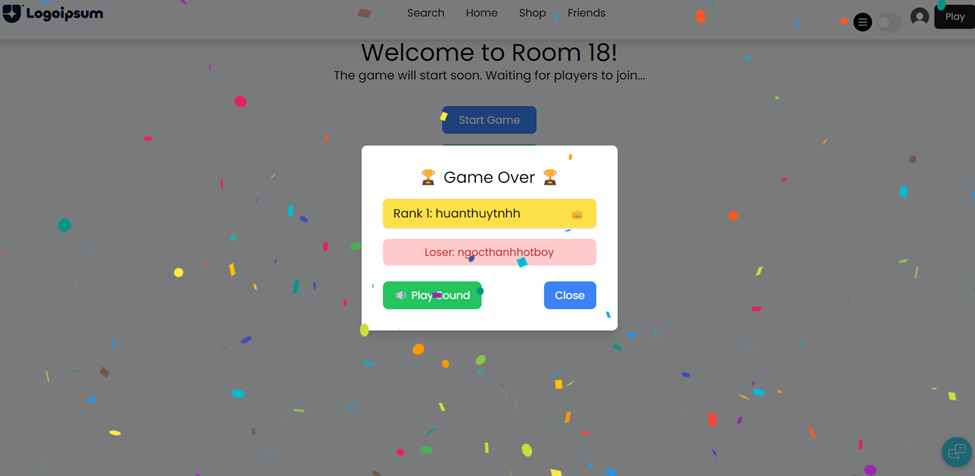 Logoipsum
Search Home Shop Friends
Play
Welcome to Room 18!
The game will start soon. Waiting for players to join...
Start Game
Game Over
Rank 1: huanthuytnhh
Loser: ngocthanhhotboy
Play Sound
Close